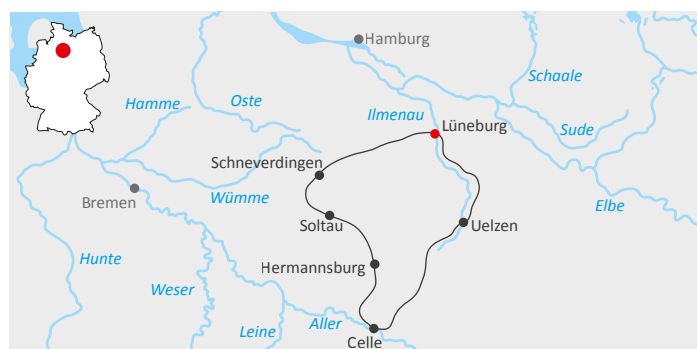 Hamburg
Schaale
Hamme
Oste
Ilmenau
Lüneburg
Sude
Schneverdingen
Wümme
Bremen
Elbe
Soltau
Uelzen
Hunte
Hermannsburg
Weser
Aller
Leine
Celle